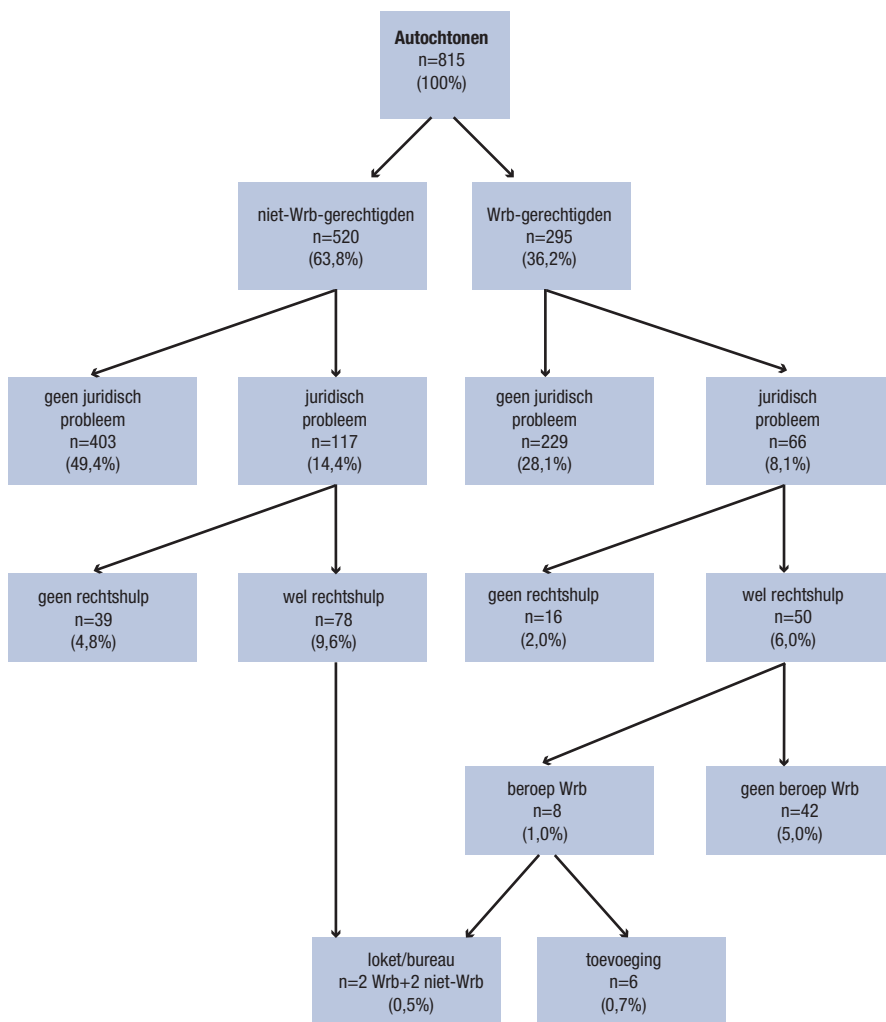 Autochtonen
n=815
(100%)
niet-Wrb-gerechtigden
n=520
(63,8%)
Wrb-gerechtigden
n=295
(36,2%)
geen juridisch
probleem
n=403
(49,4%)
juridisch
probleem
n=117
(14,4%)
geen juridisch
probleem
n=229
(28,1%)
juridisch
probleem
n=66
(8,1%)
geen rechtshulp
n=39
(4,8%)
wel rechtshulp
n=78
(9,6%)
geen rechtshulp
n=16
(2,0%)
wel rechtshulp
n=50
(6,0%)
beroep Wrb
n=8
(1,0%)
geen beroep Wrb
n=42
(5,0%)
loket/bureau
n=2 Wrb+2 niet-Wrb
(0,5%)
toevoeging
n=6
(0,7%)